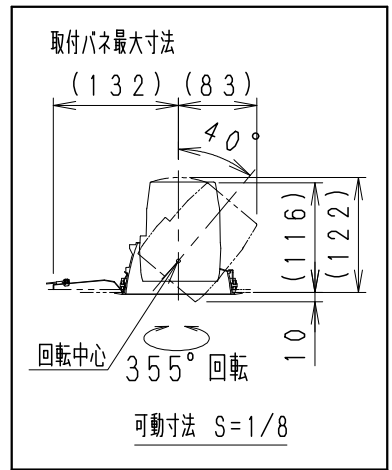 取付バネ最大寸法
(132) (83)
40°
(116)
(122)
10
回転中心
355° 回転
可動寸法 S=1/8